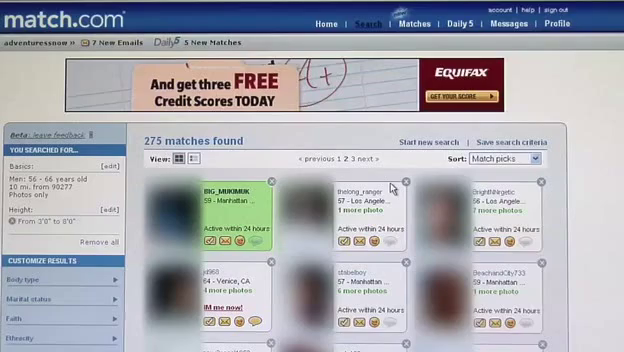 match.com
account | help | sign out
Home | Search | Matches | Daily 5 | Messages | Profile
adventuressnow » 7 New Emails Daily5 5 New Matches
And get three FREE
Credit Scores TODAY
A+
EQUIFAX
GET YOUR SCORE
Beta: leave feedback
275 matches found
Start new search | Save search criteria
YOU SEARCHED FOR...
View:
< previous 1 2 3 next >
Sort: Match picks
Basics: [edit]
Men: 56 - 66 years old
10 mi. from 90277
Photos only
Height: [edit]
From 3'0" to 8'0"
Remove all
CUSTOMIZE RESULTS
Body type
Marital status
Faith
Ethnicity
BIG_MUKIMUK
59 - Manhattan ...
Active within 24 hours
thelong_ranger
57 - Los Angele...
1 more photo
Active within 24 hours
BrightNNrgetic
56 - Los Angele...
7 more photos
Active within 24 hours
jd968
64 - Venice, CA
4 more photos
IM me now!
stabelboy
57 - Manhattan ...
6 more photos
Active within 24 hours
BeachandCity733
59 - Manhattan ...
4 more photos
Active within 24 hours